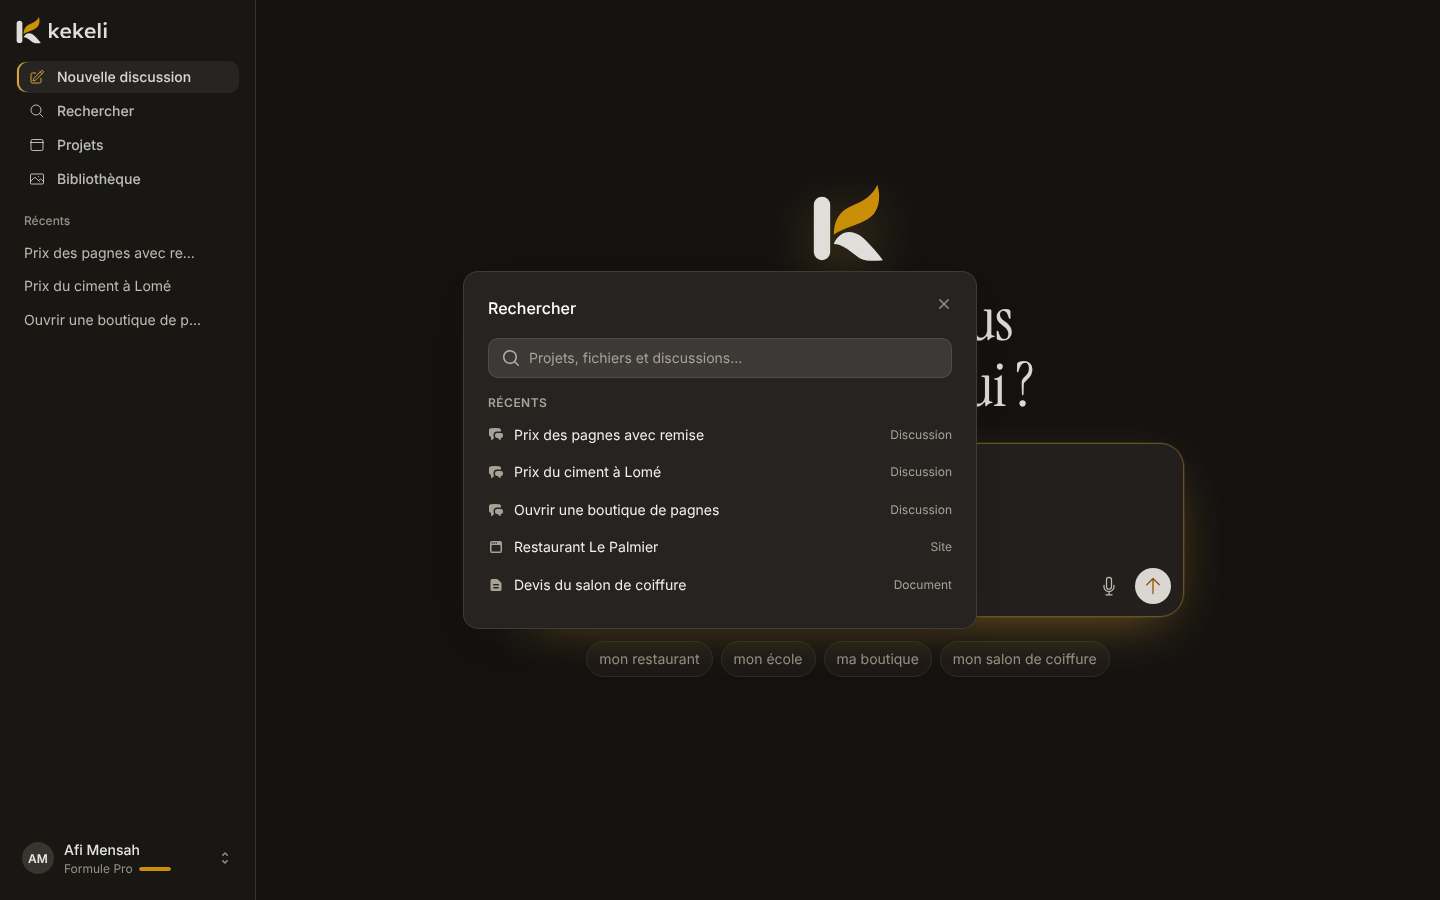 kekeli
Nouvelle discussion
Rechercher
Projets
Bibliothèque
Récents
Prix des pagnes avec re...
Prix du ciment à Lomé
Ouvrir une boutique de p...
AM
Afi Mensah
Formule Pro
us
ui ?
Rechercher
Projets, fichiers et discussions...
RÉCENTS
Prix des pagnes avec remise Discussion
Prix du ciment à Lomé Discussion
Ouvrir une boutique de pagnes Discussion
Restaurant Le Palmier Site
Devis du salon de coiffure Document
mon restaurant mon école ma boutique mon salon de coiffure